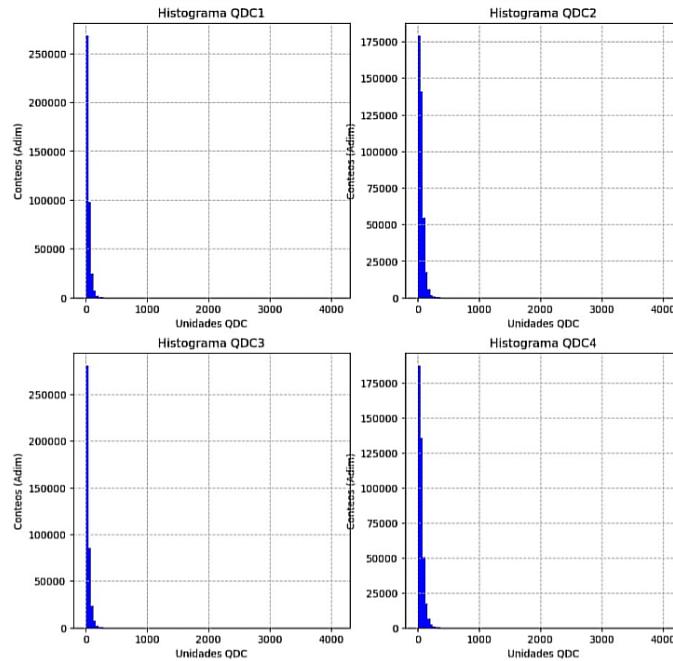 Histograma QDC1
250000
200000
150000
100000
50000
0
Conteos (Adim)
0 1000 2000 3000 4000
Unidades QDC
Histograma QDC2
175000
150000
125000
100000
75000
50000
25000
0
Conteos (Adim)
0 1000 2000 3000 4000
Unidades QDC
Histograma QDC3
250000
200000
150000
100000
50000
0
Conteos (Adim)
0 1000 2000 3000 4000
Unidades QDC
Histograma QDC4
175000
150000
125000
100000
75000
50000
25000
0
Conteos (Adim)
0 1000 2000 3000 4000
Unidades QDC